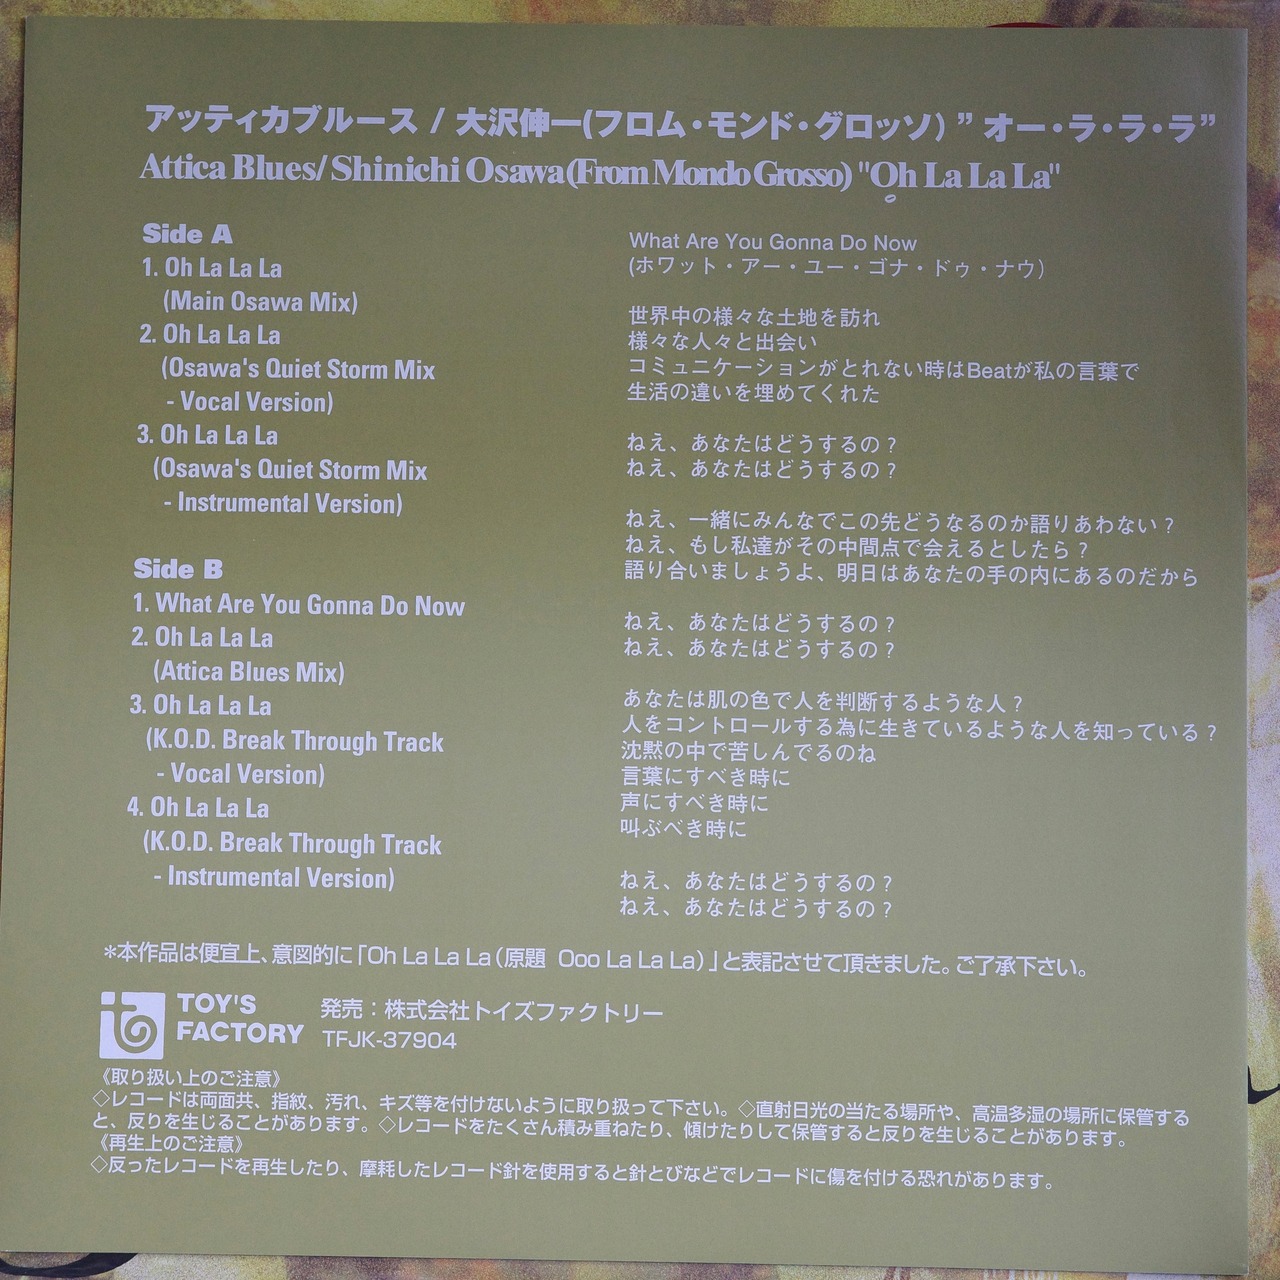 アッティカブルース / 大沢伸一(フロム・モンド・グロッソ) ” オー・ラ・ラ・ラ”
Attica Blues/ Shinichi Osawa(From Mondo Grosso) "Oh La La La"
Side A
1. Oh La La La
(Main Osawa Mix)
2. Oh La La La
(Osawa's Quiet Storm Mix
- Vocal Version)
3. Oh La La La
(Osawa's Quiet Storm Mix
- Instrumental Version)
Side B
1. What Are You Gonna Do Now
2. Oh La La La
(Attica Blues Mix)
3. Oh La La La
(K.O.D. Break Through Track
- Vocal Version)
4. Oh La La La
(K.O.D. Break Through Track
- Instrumental Version)
What Are You Gonna Do Now
(ホワット・アー・ユー・ゴナ・ドゥ・ナウ)
世界中の様々な土地を訪れ
様々な人々と出会い
コミュニケーションがとれない時はBeatが私の言葉で
生活の違いを埋めてくれた
ねえ、あなたはどうするの?
ねえ、あなたはどうするの?
ねえ、一緒にみんなでこの先どうなるのか語りあわない?
ねえ、もし私達がその中間点で会えるとしたら?
語り合いましょうよ、明日はあなたの手の内にあるのだから
ねえ、あなたはどうするの?
ねえ、あなたはどうするの?
あなたは肌の色で人を判断するような人?
人をコントロールする為に生きているような人を知っている?
沈黙の中で苦しんでるのね
言葉にすべき時に
声にすべき時に
叫ぶべき時に
ねえ、あなたはどうするの?
ねえ、あなたはどうするの?
*本作品は便宜上、意図的に「Oh La La La(原題 Ooo La La La)」と表記させて頂きました。ご了承下さい。
TOY'S
FACTORY
発売:株式会社トイズファクトリー
TFJK-37904
《取り扱い上のご注意》
◇レコードは両面共、指紋、汚れ、キズ等を付けないように取り扱って下さい。◇直射日光の当たる場所や、高温多湿の場所に保管する
と、反りを生じることがあります。◇レコードをたくさん積み重ねたり、傾けたりして保管すると反りを生じることがあります。
《再生上のご注意》
◇反ったレコードを再生したり、摩耗したレコード針を使用すると針とびなどでレコードに傷を付ける恐れがあります。